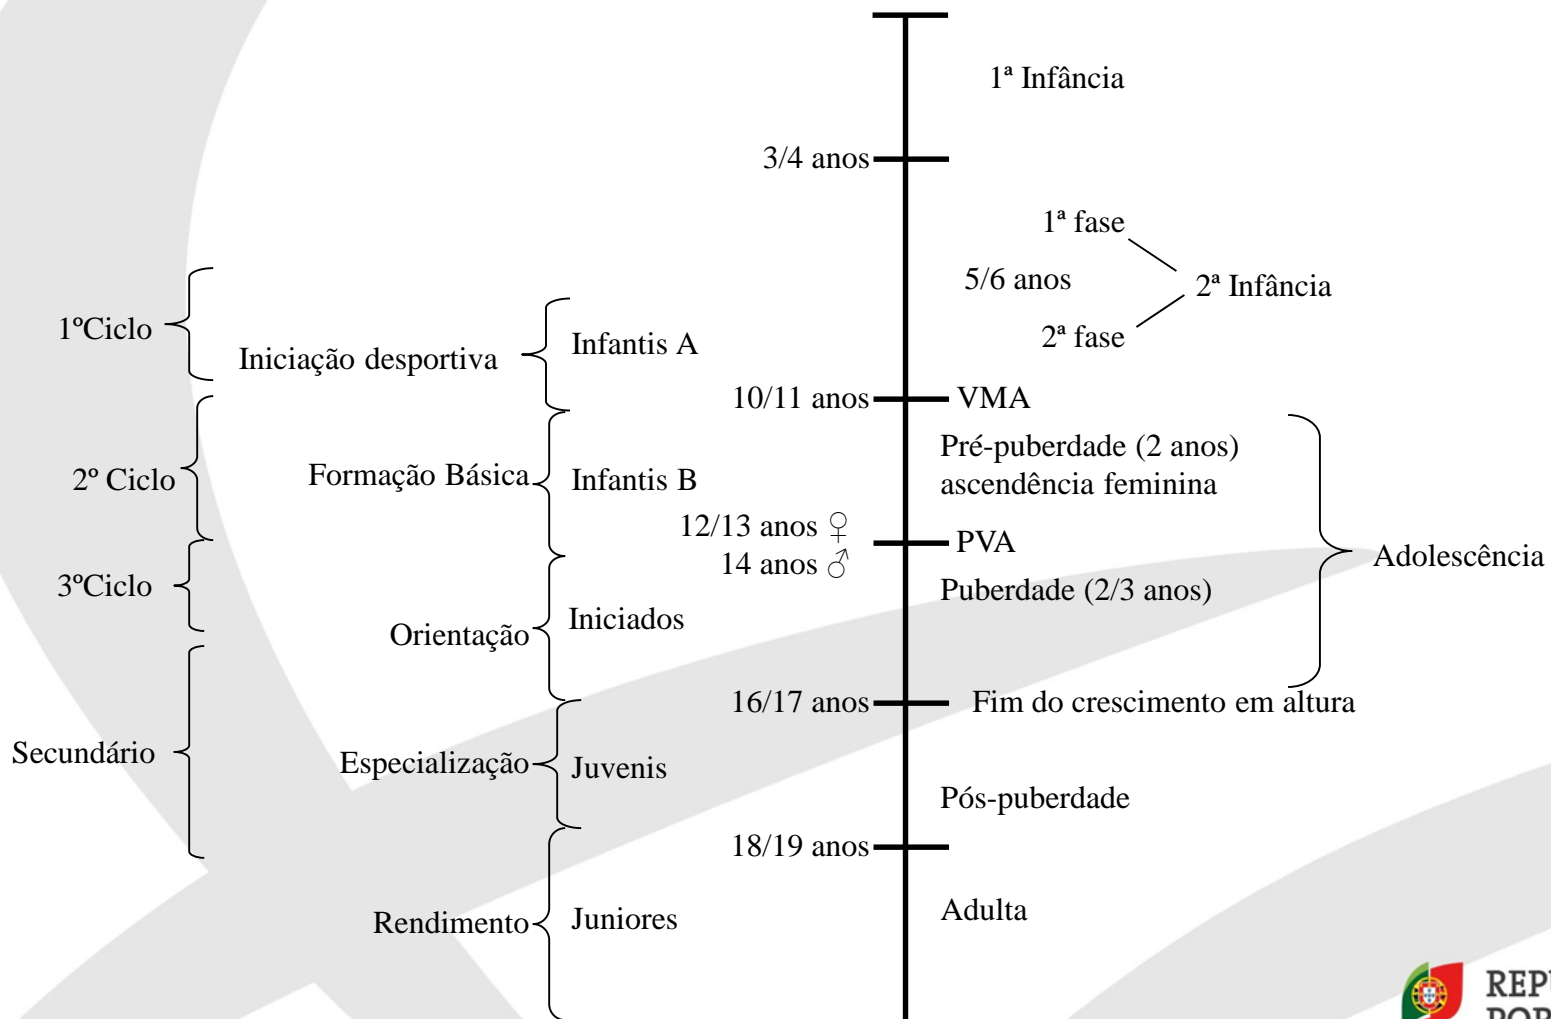 1ª Infância
3/4 anos
1ª fase
5/6 anos
2ª Infância
2ª fase
1ºCiclo
Iniciação desportiva
Infantis A
10/11 anos
VMA
Pré-puberdade (2 anos)
ascendência feminina
2º Ciclo
Formação Básica
Infantis B
12/13 anos ♀
14 anos ♂
PVA
Adolescência
3ºCiclo
Puberdade (2/3 anos)
Orientação
Iniciados
16/17 anos
Fim do crescimento em altura
Secundário
Especialização
Juvenis
Pós-puberdade
18/19 anos
Rendimento
Juniores
Adulta